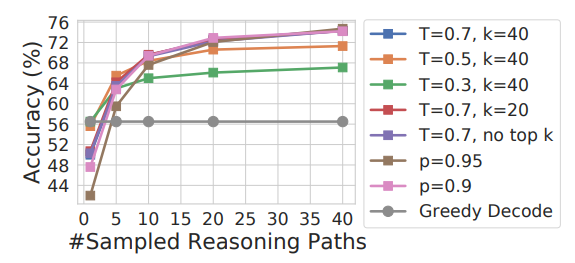 76
72
68
64
60
56
52
48
44
Accuracy (%)
0 5 10 15 20 25 30 35 40
#Sampled Reasoning Paths
T=0.7, k=40
T=0.5, k=40
T=0.3, k=40
T=0.7, k=20
T=0.7, no top k
p=0.95
p=0.9
Greedy Decode